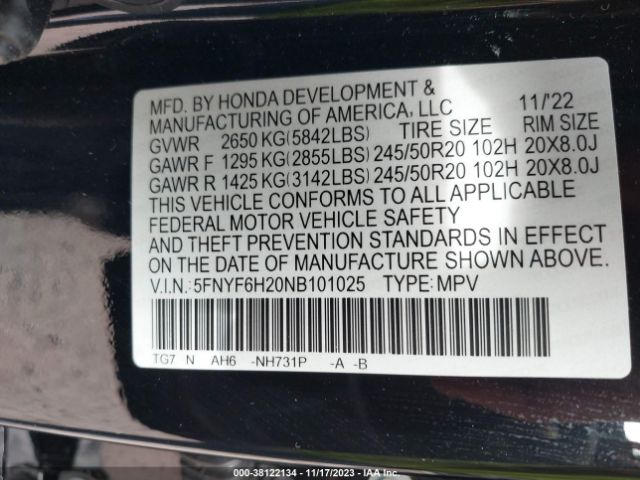 MFD. BY HONDA DEVELOPMENT &
MANUFACTURING OF AMERICA, LLC 11/'22
GVWR 2650 KG(5842LBS) TIRE SIZE RIM SIZE
GAWR F 1295 KG(2855LBS) 245/50R20 102H 20X8.0J
GAWR R 1425 KG(3142LBS) 245/50R20 102H 20X8.0J
THIS VEHICLE CONFORMS TO ALL APPLICABLE
FEDERAL MOTOR VEHICLE SAFETY
AND THEFT PREVENTION STANDARDS IN EFFECT
ON THE DATE OF MANUFACTURE SHOWN ABOVE.
V.I.N.: 5FNYF6H20NB101025 TYPE: MPV
TG7 N AH6 -NH731P -A -B
000-38122134 - 11/17/2023 - IAA Inc.